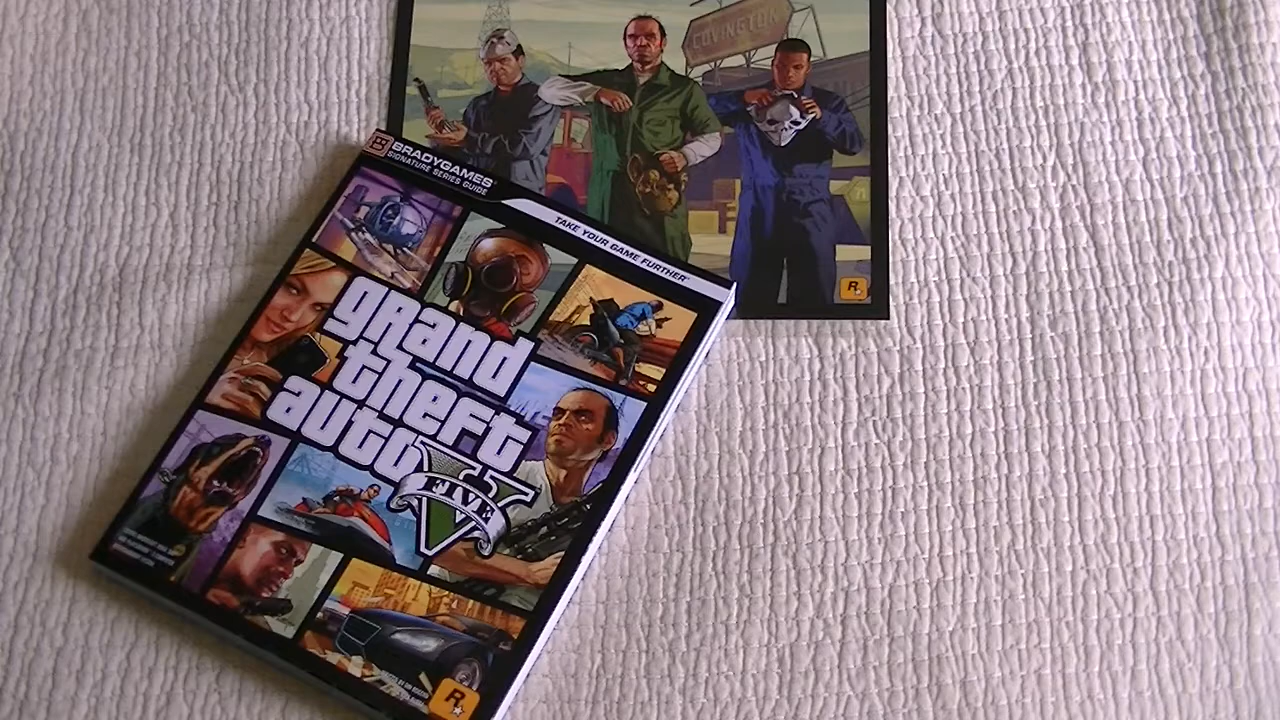 COVINGTON
R
BRADYGAMES®
SIGNATURE SERIES GUIDE
TAKE YOUR GAME FURTHER®
grand
theft
auto
V
FIVE
R